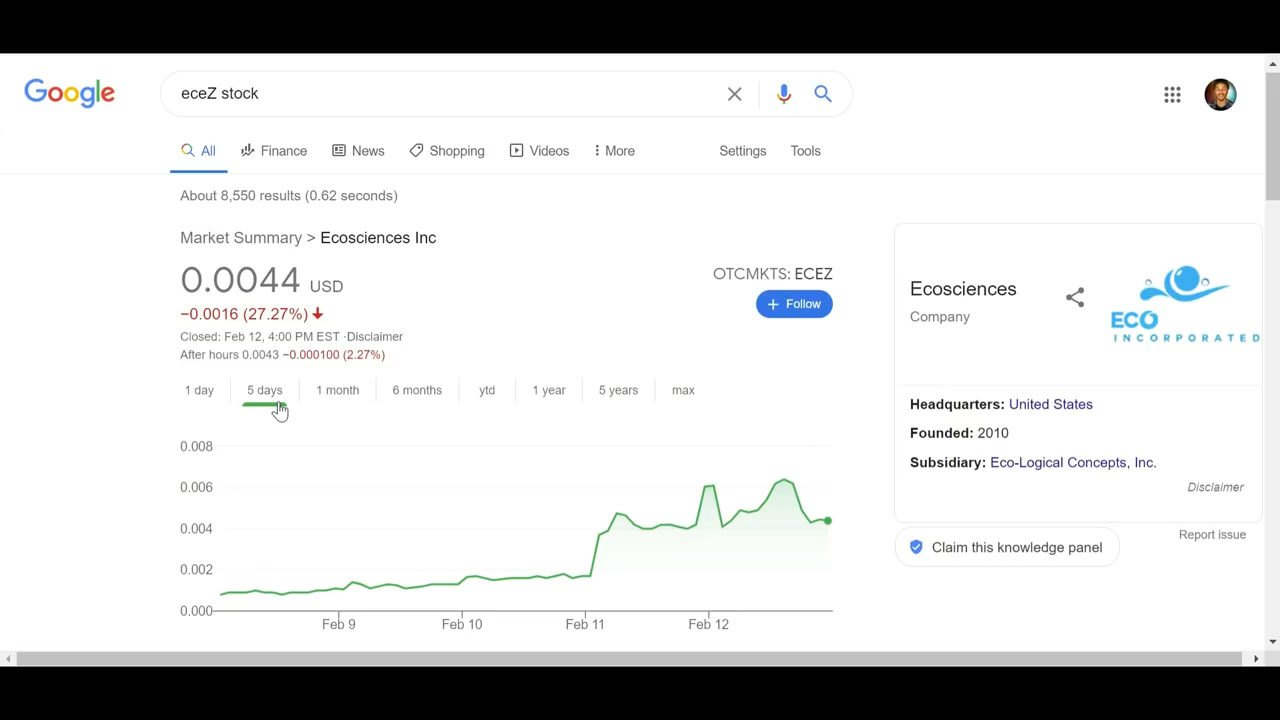 Google
eceZ stock
All
Finance
News
Shopping
Videos
More
Settings
Tools
About 8,550 results (0.62 seconds)
Market Summary > Ecosciences Inc
0.0044 USD
−0.0016 (27.27%)
Closed: Feb 12, 4:00 PM EST ·Disclaimer
After hours 0.0043 −0.000100 (2.27%)
OTCMKTS: ECEZ
+ Follow
1 day
5 days
1 month
6 months
ytd
1 year
5 years
max
0.008
0.006
0.004
0.002
0.000
Feb 9
Feb 10
Feb 11
Feb 12
Ecosciences
Company
ECO
INCORPORATED
Headquarters: United States
Founded: 2010
Subsidiary: Eco-Logical Concepts, Inc.
Disclaimer
Claim this knowledge panel
Report issue